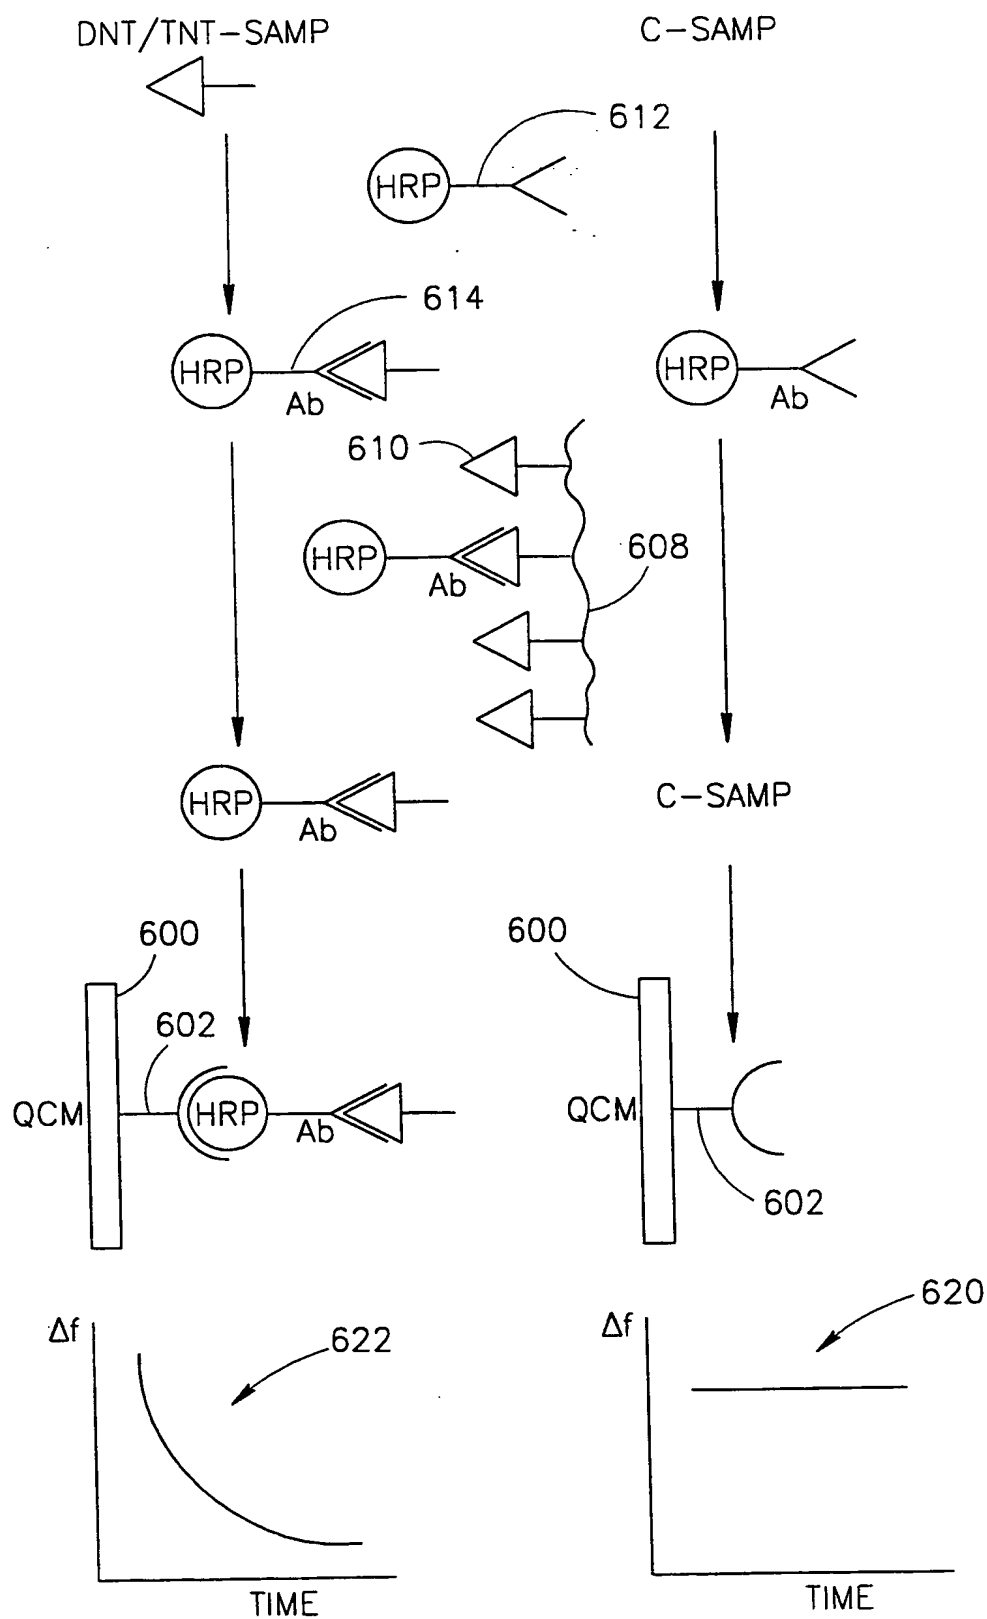 DNT/TNT-SAMP
C-SAMP
612
HRP
614
HRP
Ab
HRP
Ab
610
HRP
Ab
608
HRP
Ab
C-SAMP
600
600
602
QCM
HRP
Ab
QCM
602
Δf
622
Δf
620
TIME
TIME